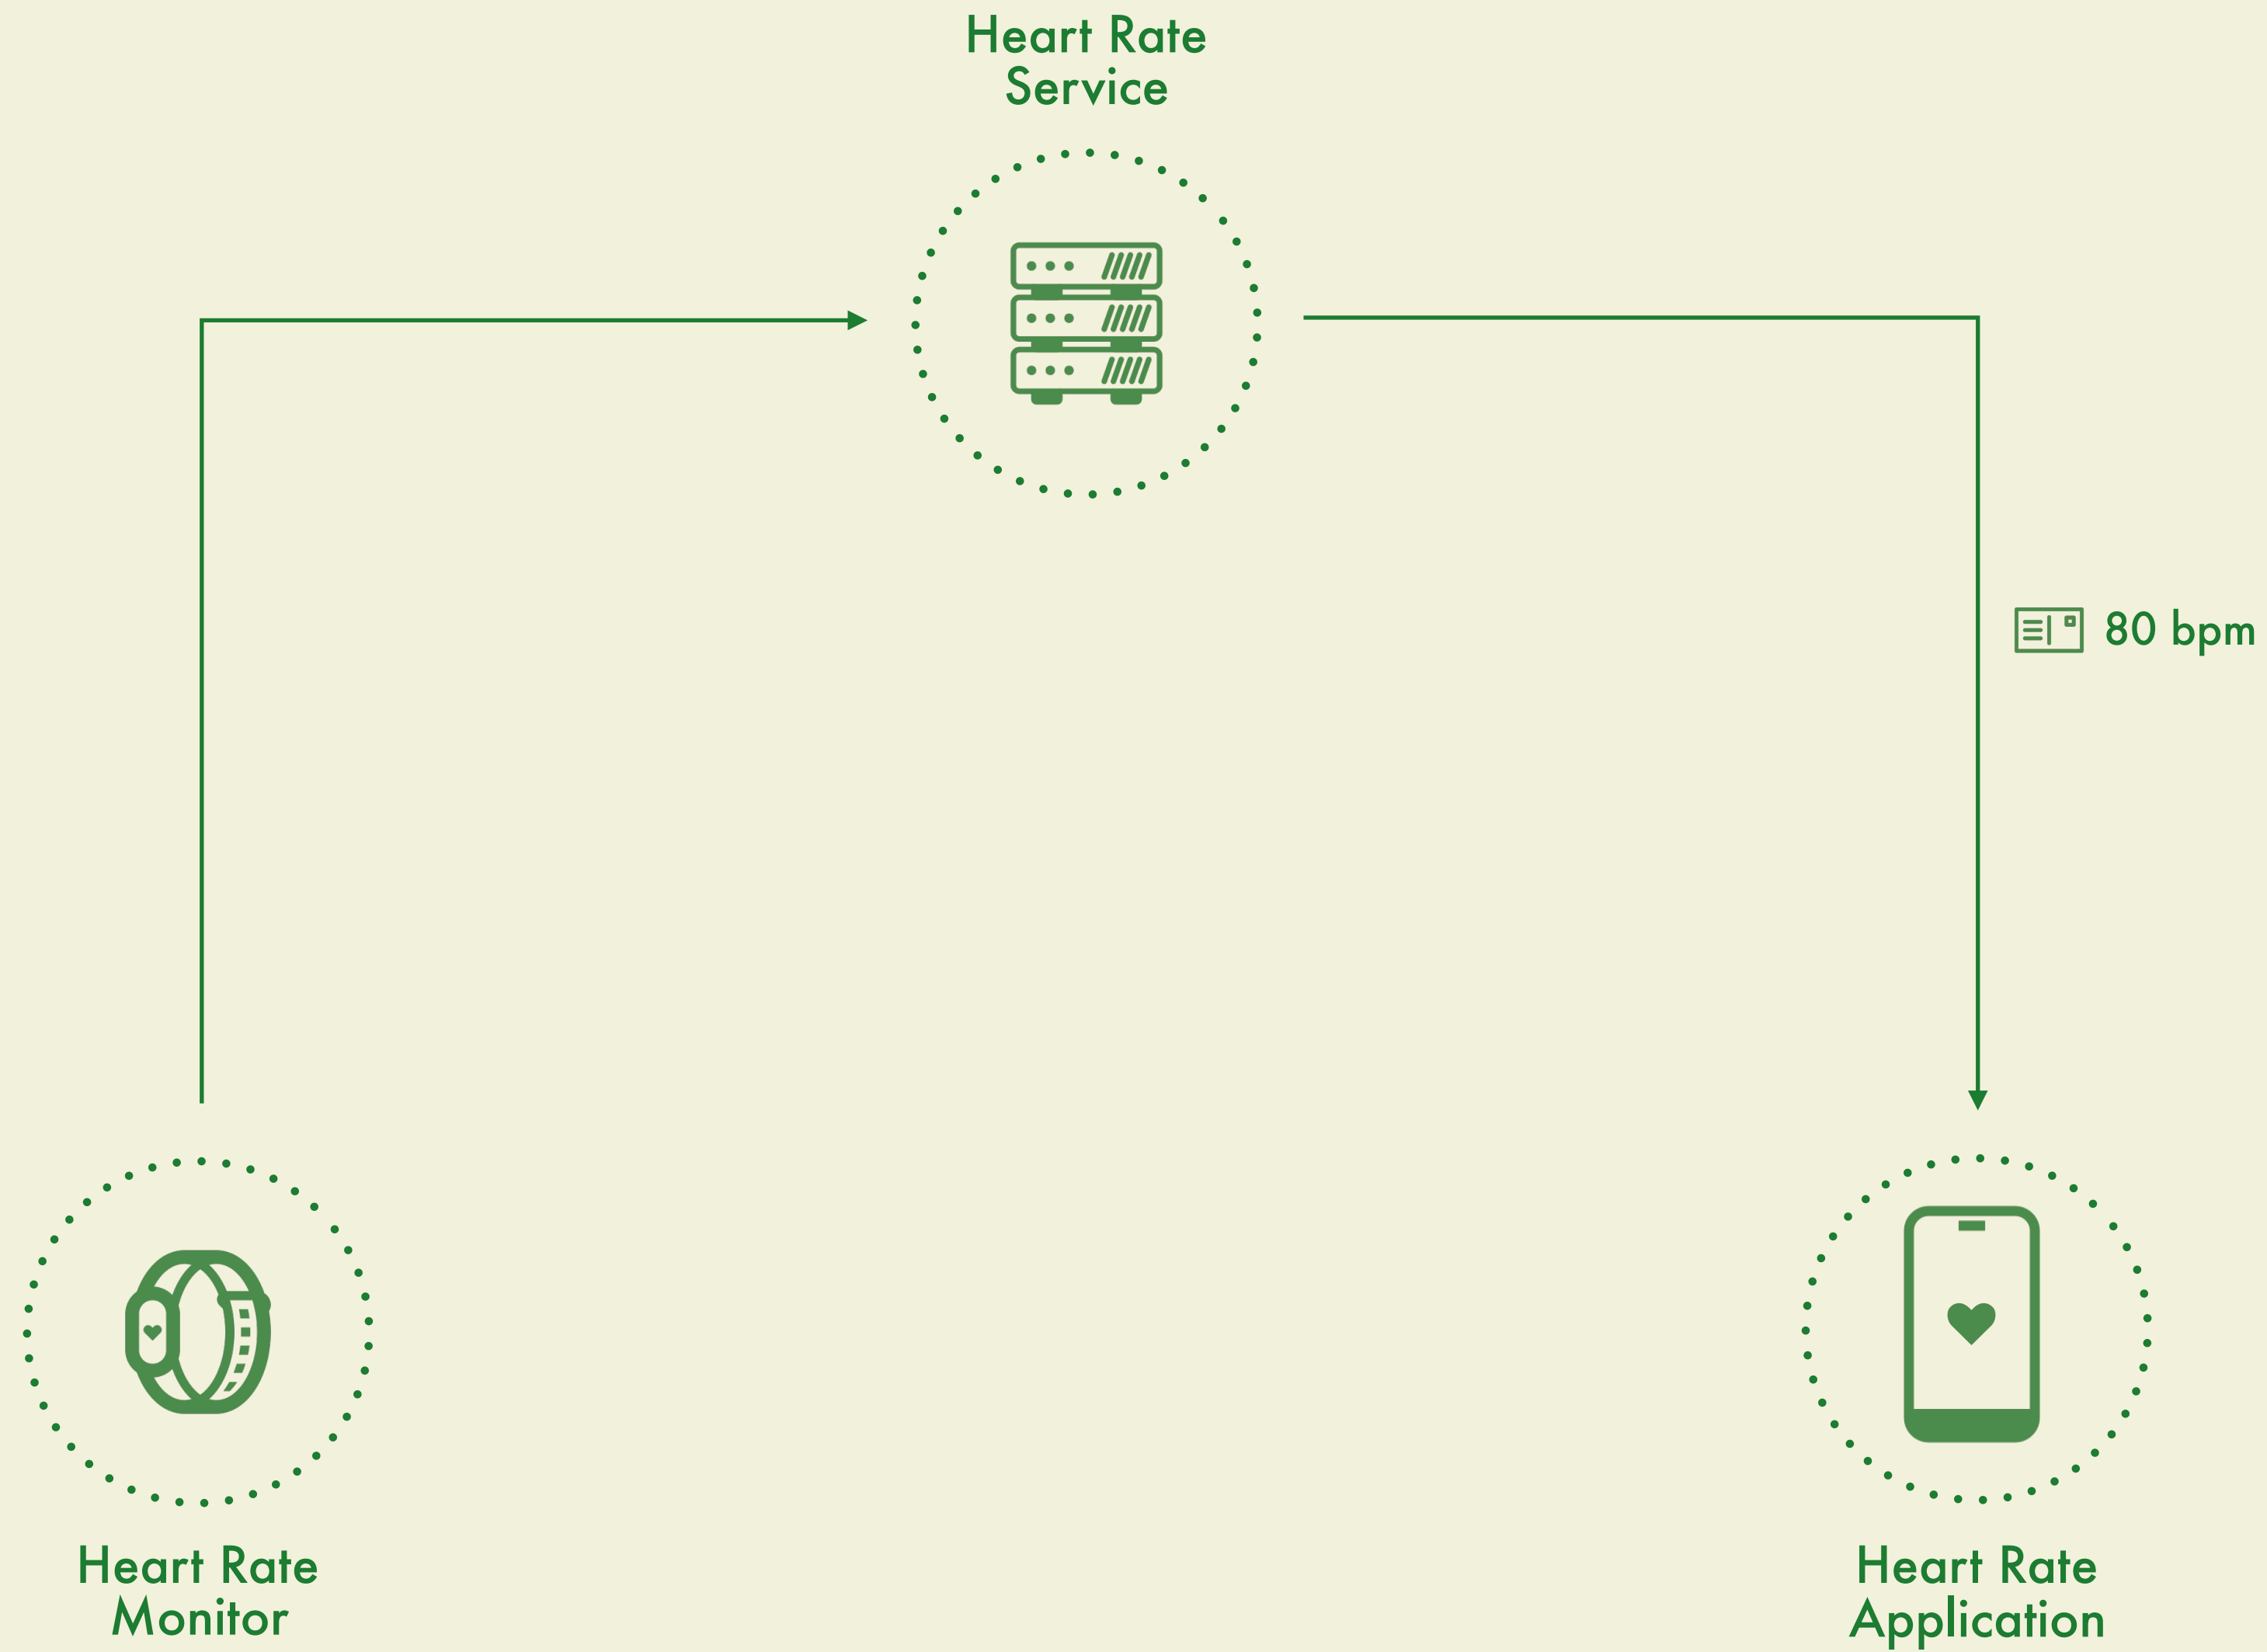 Heart Rate
Service
80 bpm
Heart Rate
Monitor
Heart Rate
Application